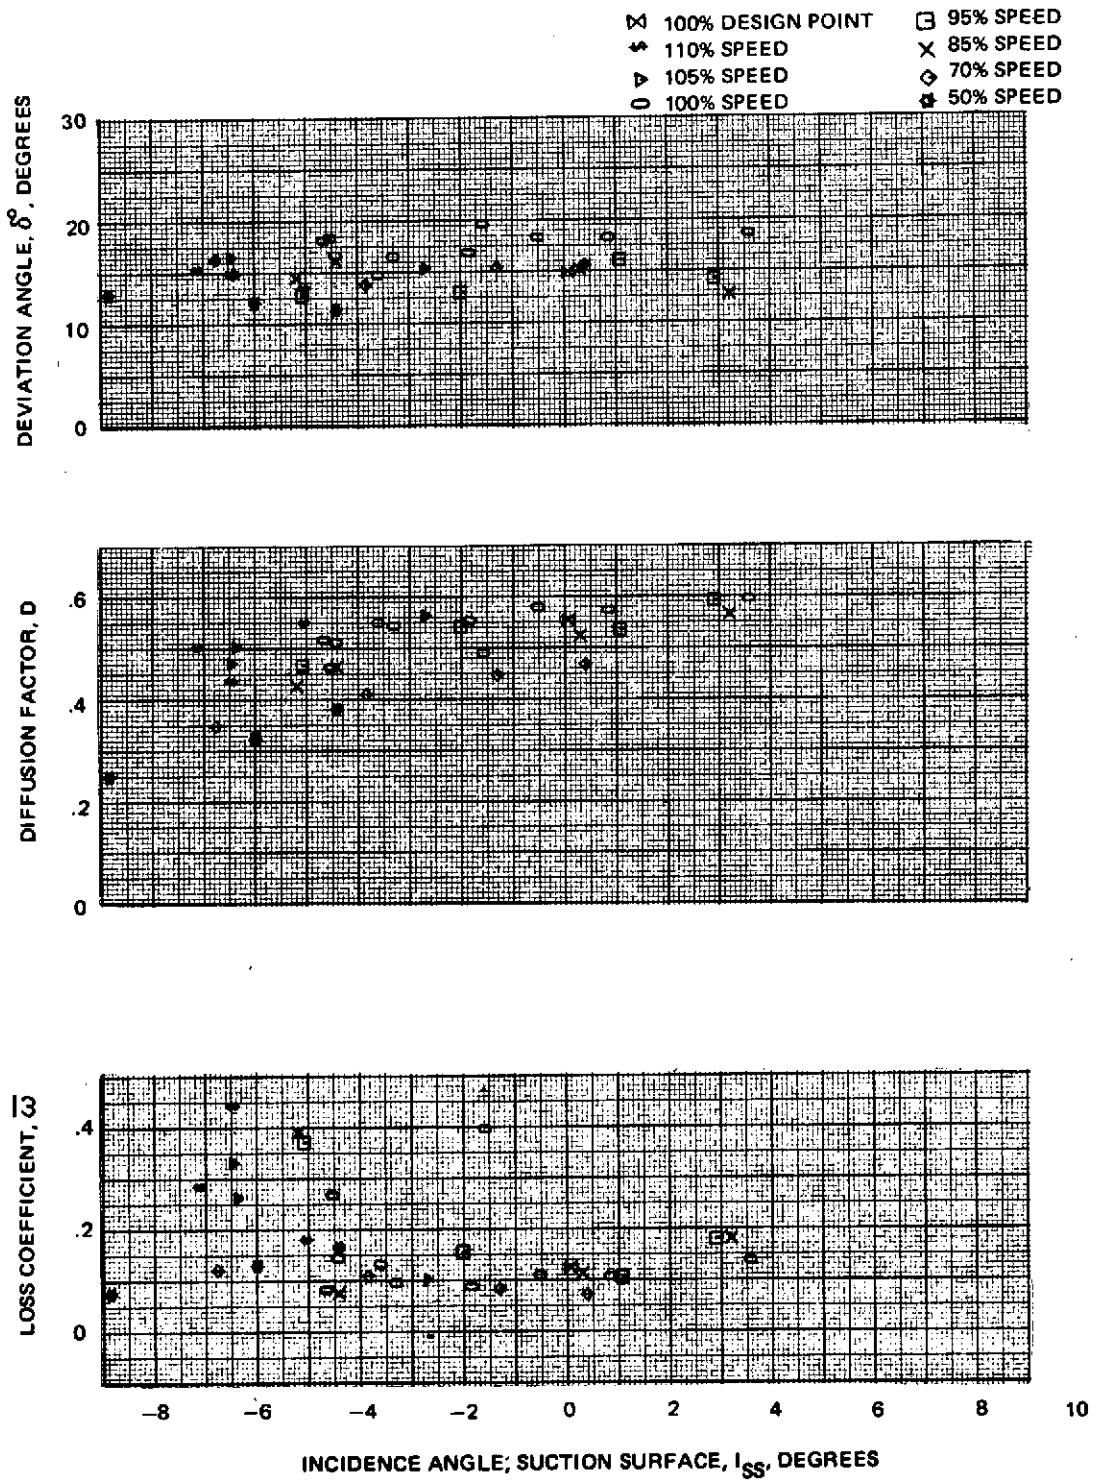 100% DESIGN POINT
110% SPEED
105% SPEED
100% SPEED
95% SPEED
85% SPEED
70% SPEED
50% SPEED
DEVIATION ANGLE, δ°, DEGREES
30
20
10
0
DIFFUSION FACTOR, D
.6
.4
.2
0
LOSS COEFFICIENT, ω̅
.4
.2
0
−8 −6 −4 −2 0 2 4 6 8 10
INCIDENCE ANGLE; SUCTION SURFACE, I_SS, DEGREES